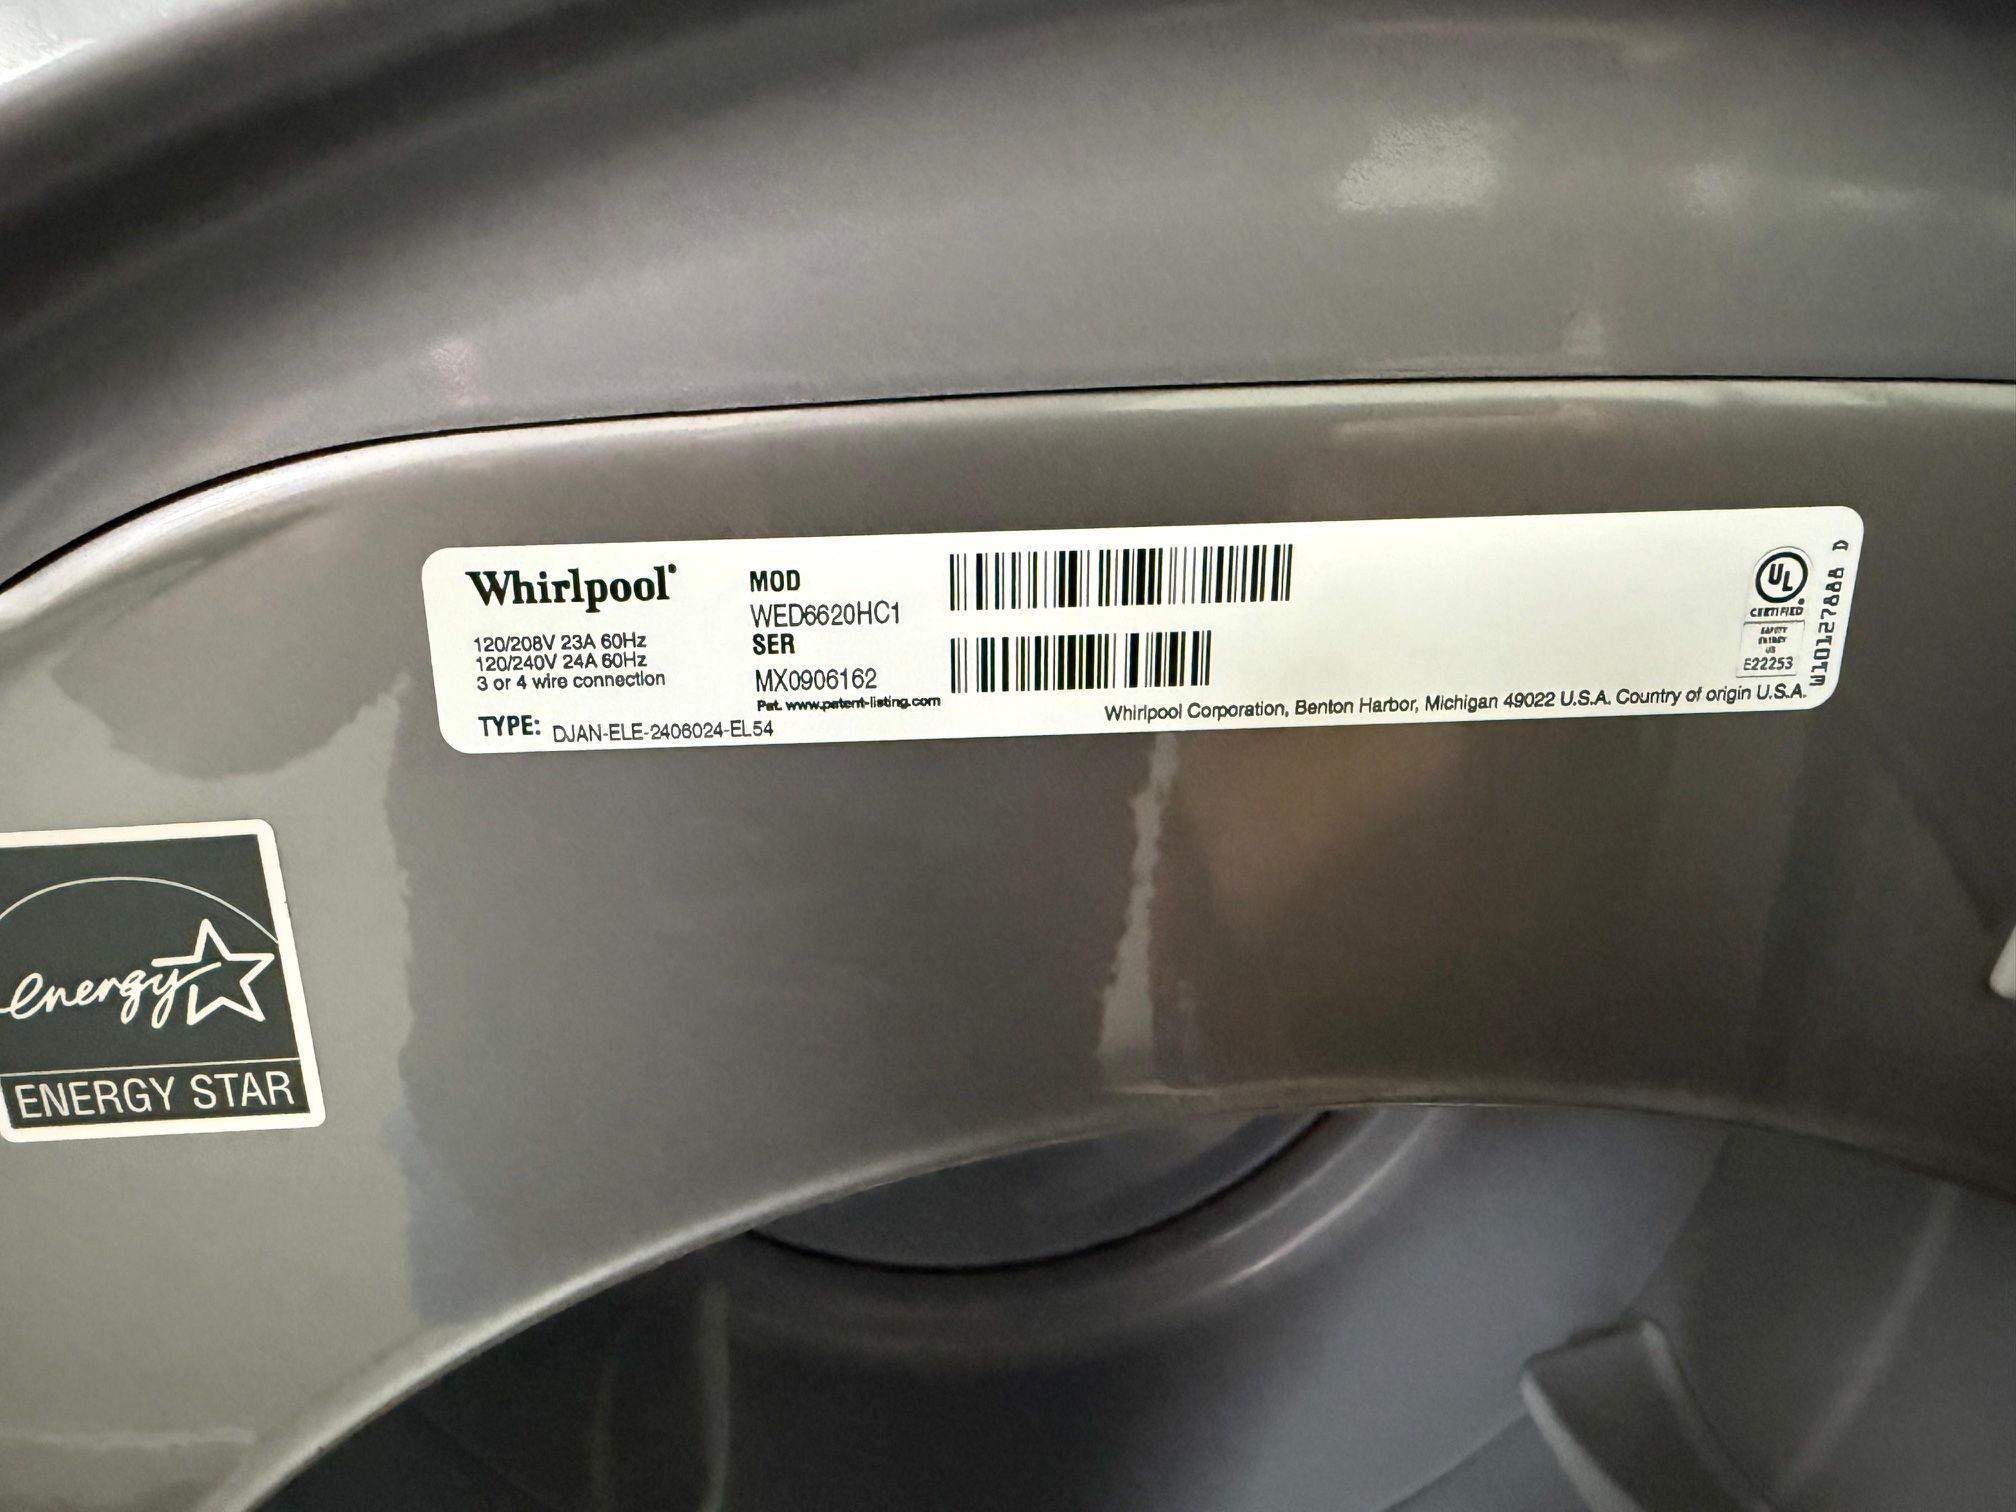 Whirlpool®
120/208V 23A 60Hz
120/240V 24A 60Hz
3 or 4 wire connection
TYPE: DJAN-ELE-2406024-EL54
MOD
WED6620HC1
SER
MX0906162
Pat. www.patent-listing.com
Whirlpool Corporation, Benton Harbor, Michigan 49022 U.S.A. Country of origin U.S.A.
UL
CERTIFIED
SAFETY
US
E22253
W10127888 D
energy
ENERGY STAR